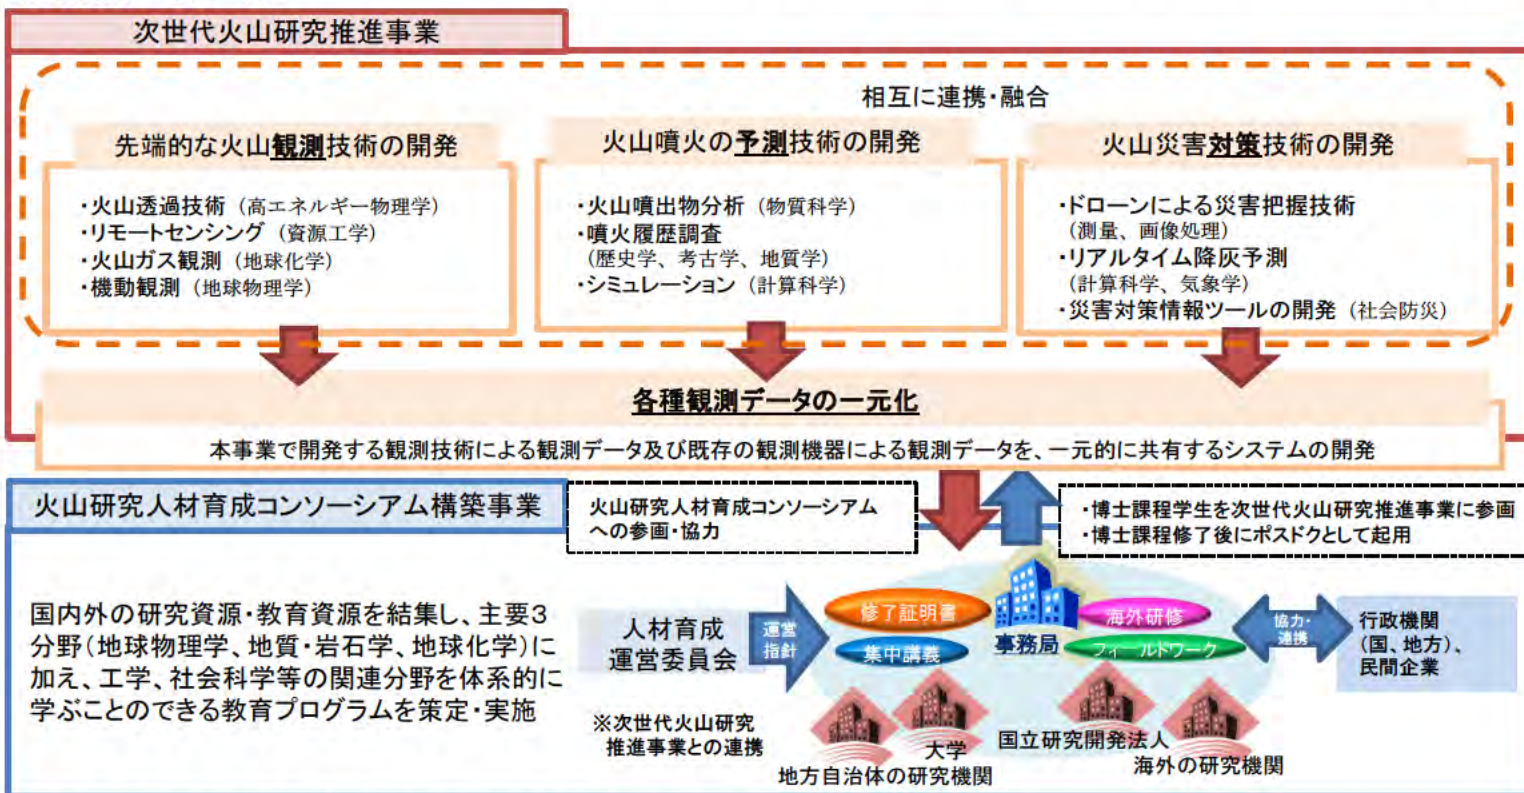 次世代火山研究推進事業
相互に連携・融合
先端的な火山観測技術の開発
・火山透過技術（高エネルギー物理学）
・リモートセンシング（資源工学）
・火山ガス観測（地球化学）
・機動観測（地球物理学）
火山噴火の予測技術の開発
・火山噴出物分析（物質科学）
・噴火履歴調査
（歴史学、考古学、地質学）
・シミュレーション（計算科学）
火山災害対策技術の開発
・ドローンによる災害把握技術
（測量、画像処理）
・リアルタイム降灰予測
（計算科学、気象学）
・災害対策情報ツールの開発（社会防災）
各種観測データの一元化
本事業で開発する観測技術による観測データ及び既存の観測機器による観測データを、一元的に共有するシステムの開発
火山研究人材育成コンソーシアム構築事業
火山研究人材育成コンソーシアム
への参画・協力
・博士課程学生を次世代火山研究推進事業に参画
・博士課程修了後にポスドクとして起用
国内外の研究資源・教育資源を結集し、主要3
分野（地球物理学、地質・岩石学、地球化学）に
加え、工学、社会科学等の関連分野を体系的に
学ぶことのできる教育プログラムを策定・実施
人材育成
運営委員会
運営
指針
修了証明書
集中講義
事務局
海外研修
フィールドワーク
協力・
連携
行政機関
（国、地方）、
民間企業
※次世代火山研究
推進事業との連携
大学
地方自治体の研究機関
国立研究開発法人
海外の研究機関